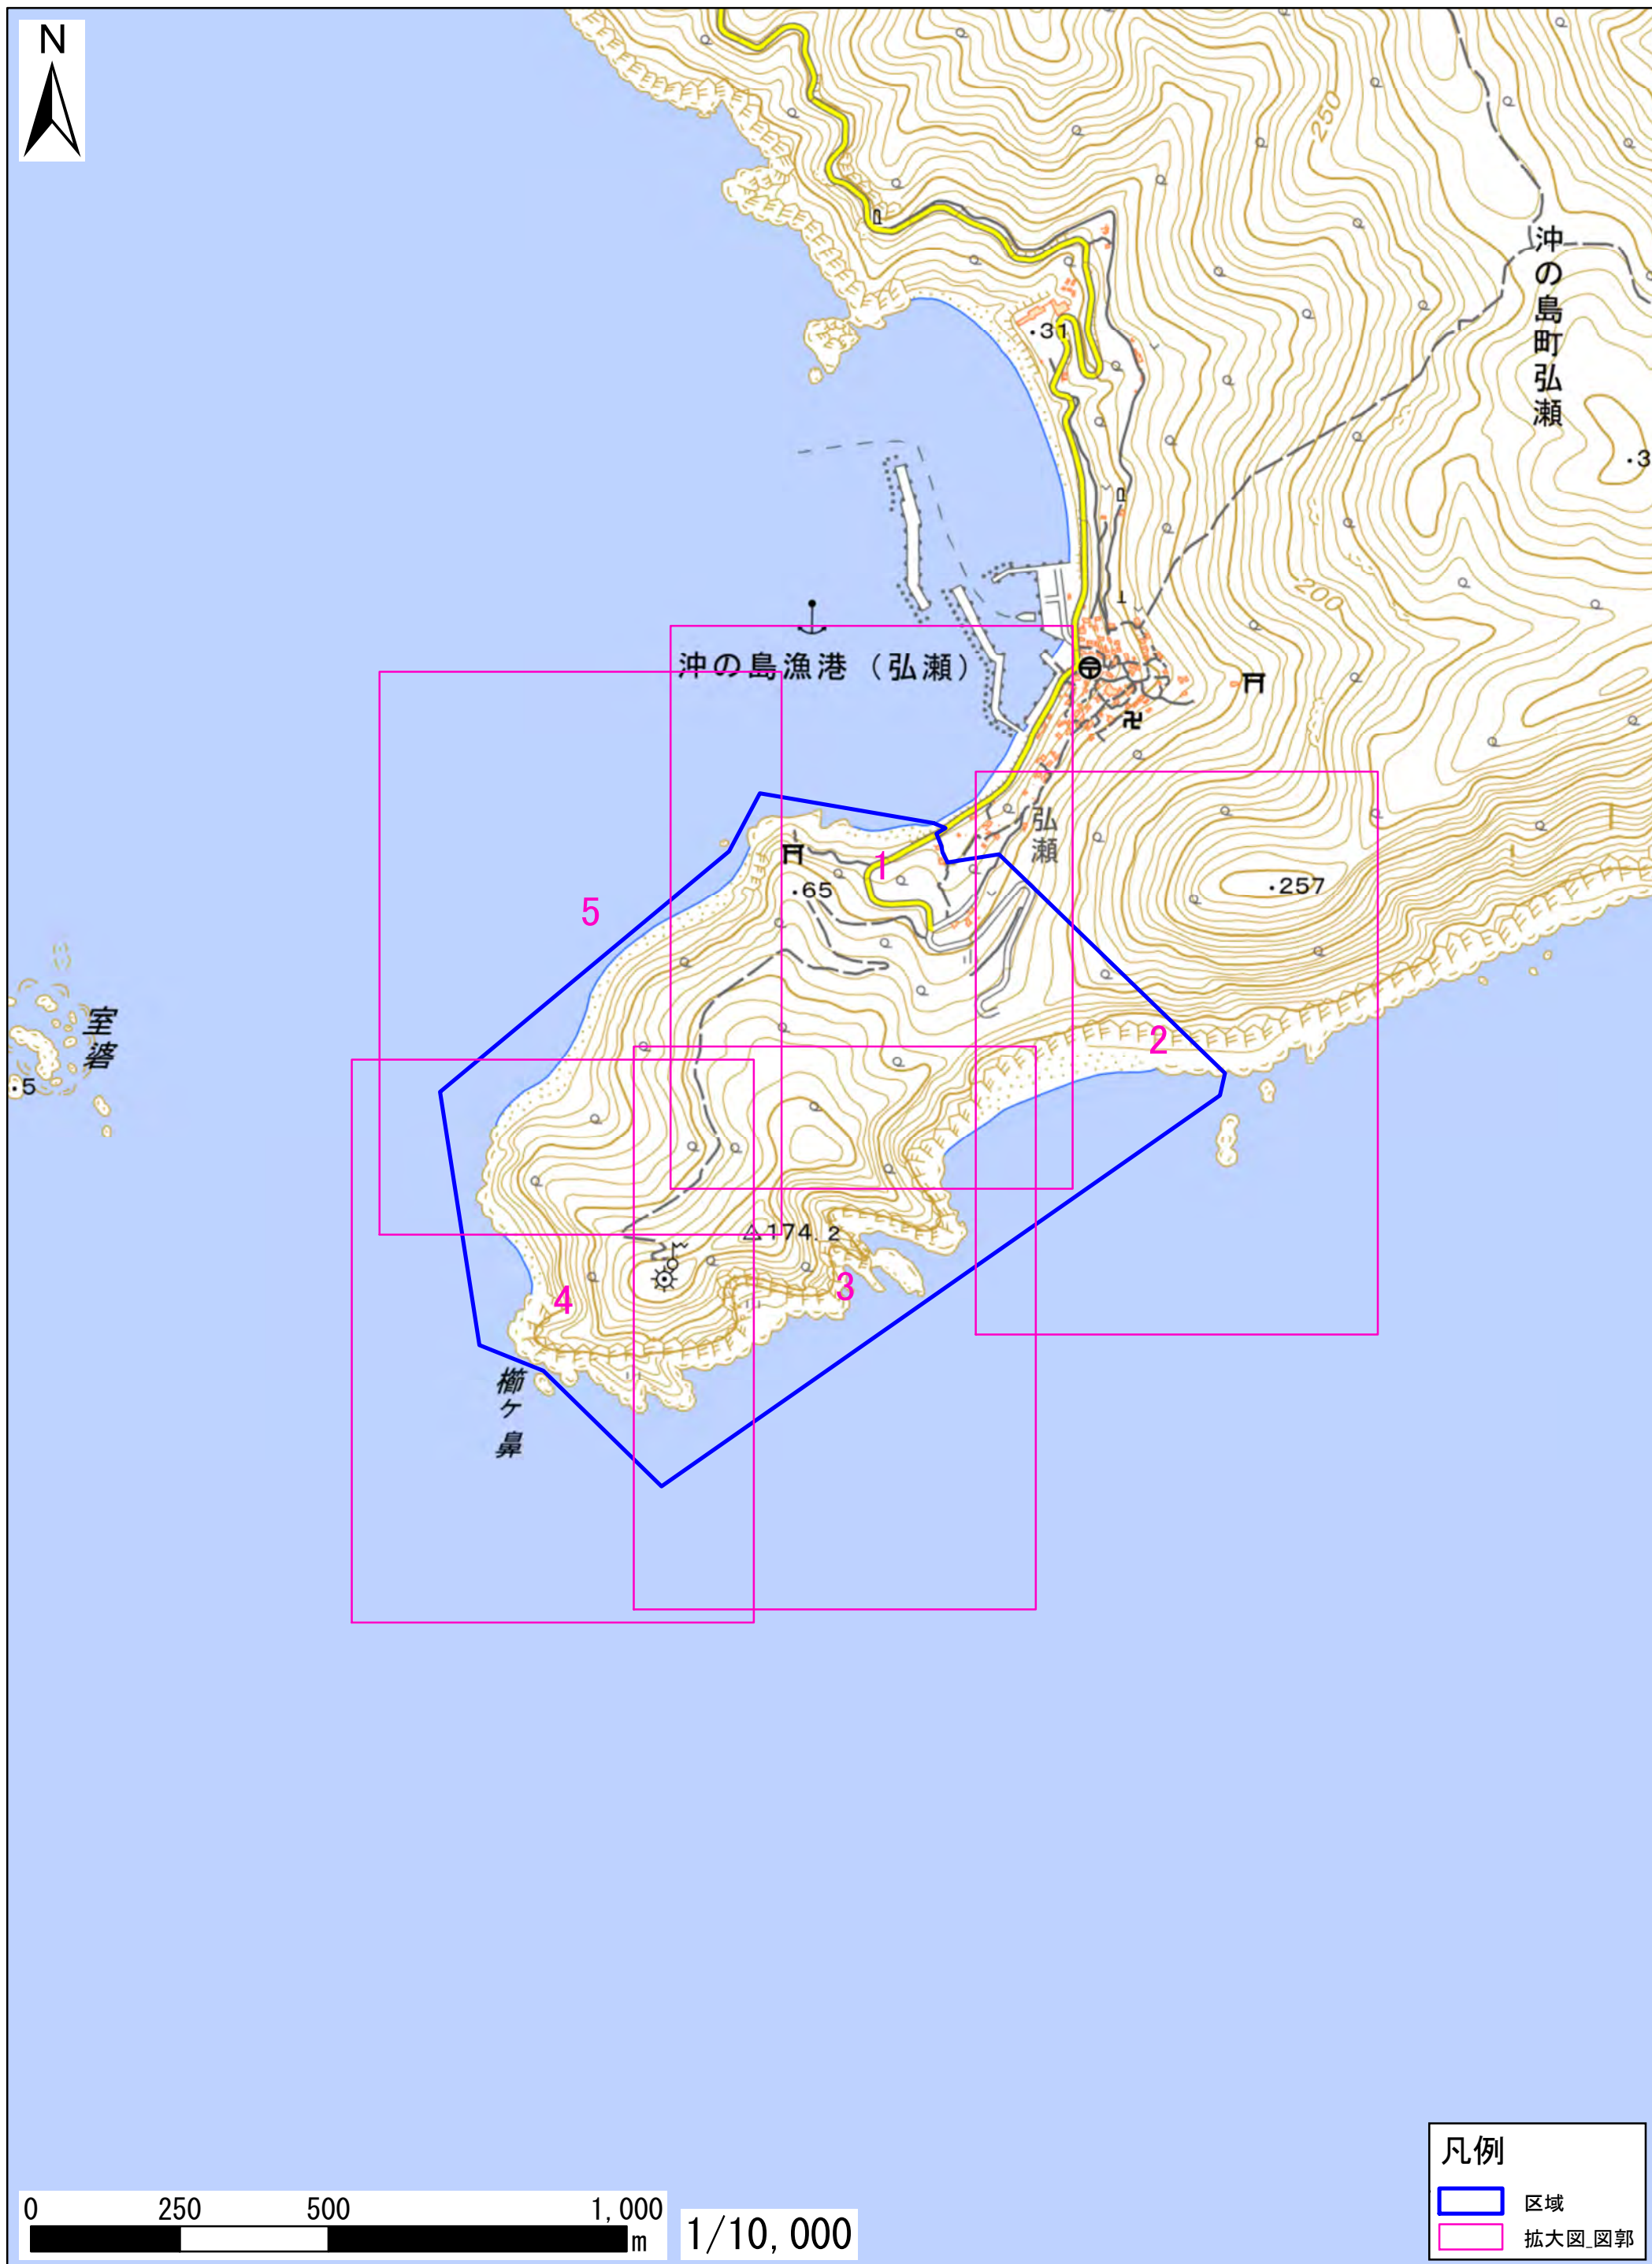 N
250
沖の島町弘瀬
・31
・3
200
沖の島漁港（弘瀬）
弘瀬
1
・65
・257
5
室碆
・5
2
△174.2
3
4
櫛ケ鼻
0 250 500 1,000
m
1/10,000
凡例
区域
拡大図_図郭